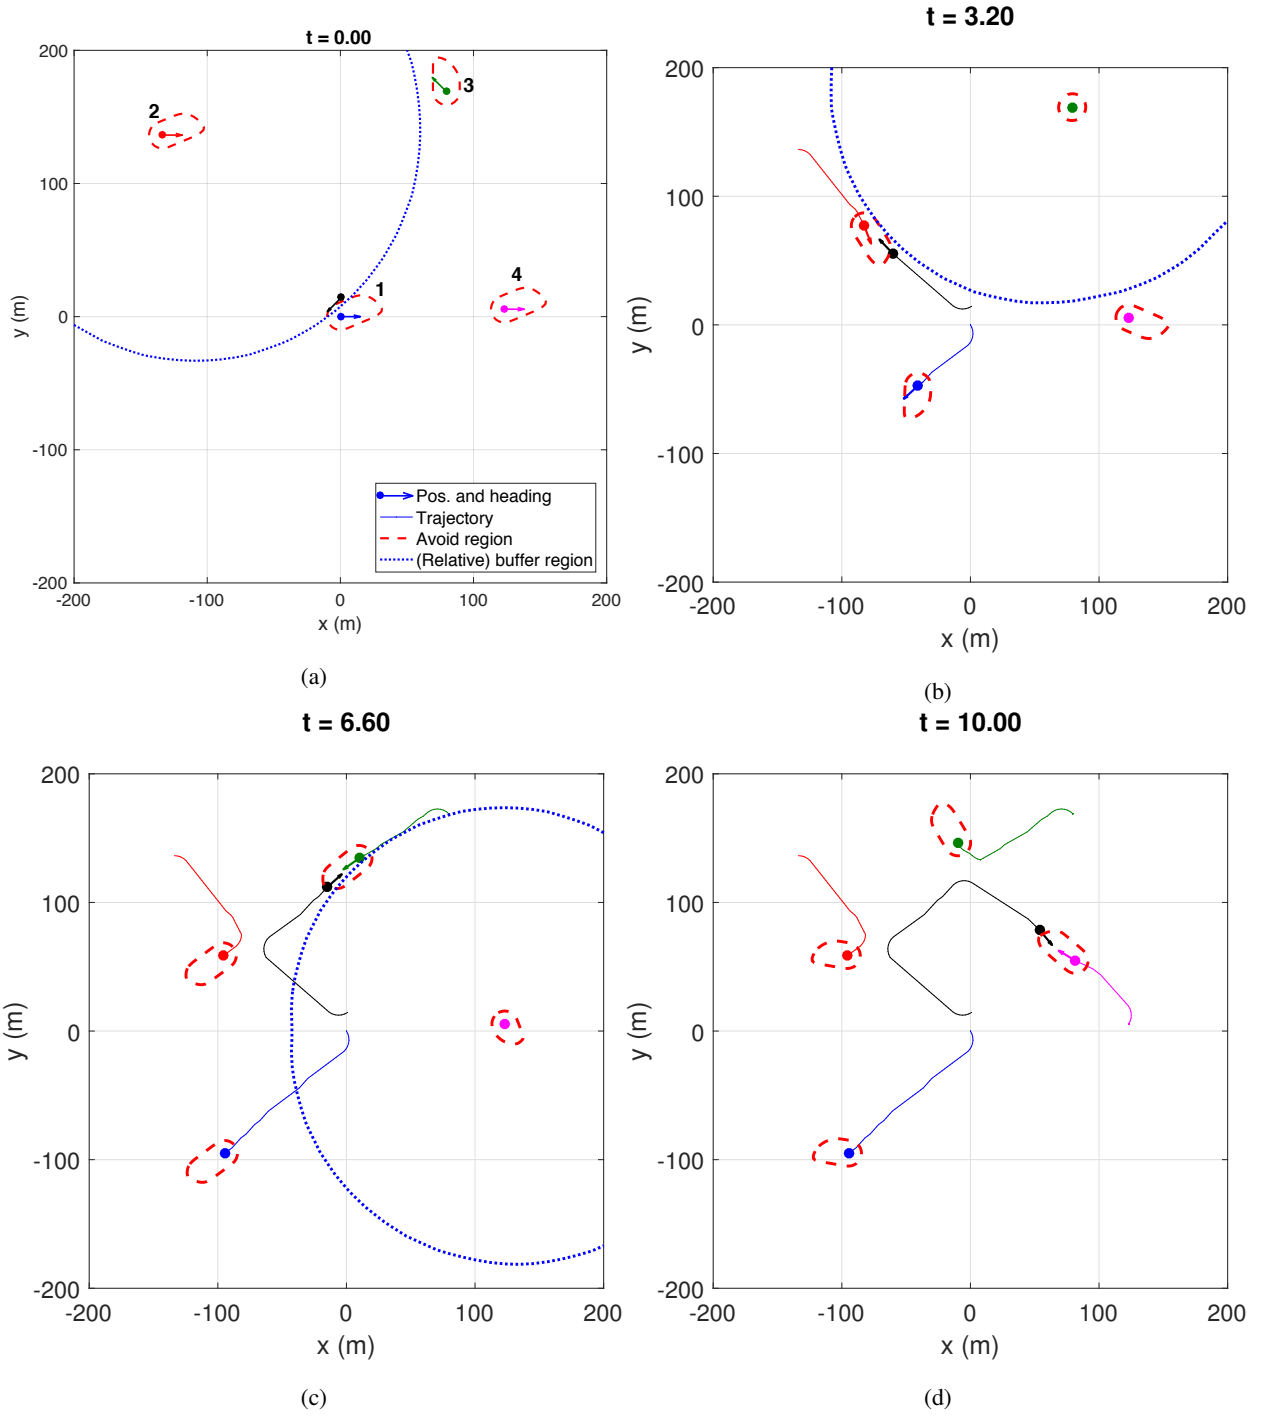 t = 0.00
200
100
0
-100
-200
y (m)
2
3
1
4
Pos. and heading
Trajectory
Avoid region
(Relative) buffer region
-200
-100
0
100
200
x (m)
(a)
t = 3.20
200
100
0
-100
-200
y (m)
-200
-100
0
100
200
x (m)
(b)
t = 6.60
200
100
0
-100
-200
y (m)
-200
-100
0
100
200
x (m)
(c)
t = 10.00
200
100
0
-100
-200
y (m)
-200
-100
0
100
200
x (m)
(d)